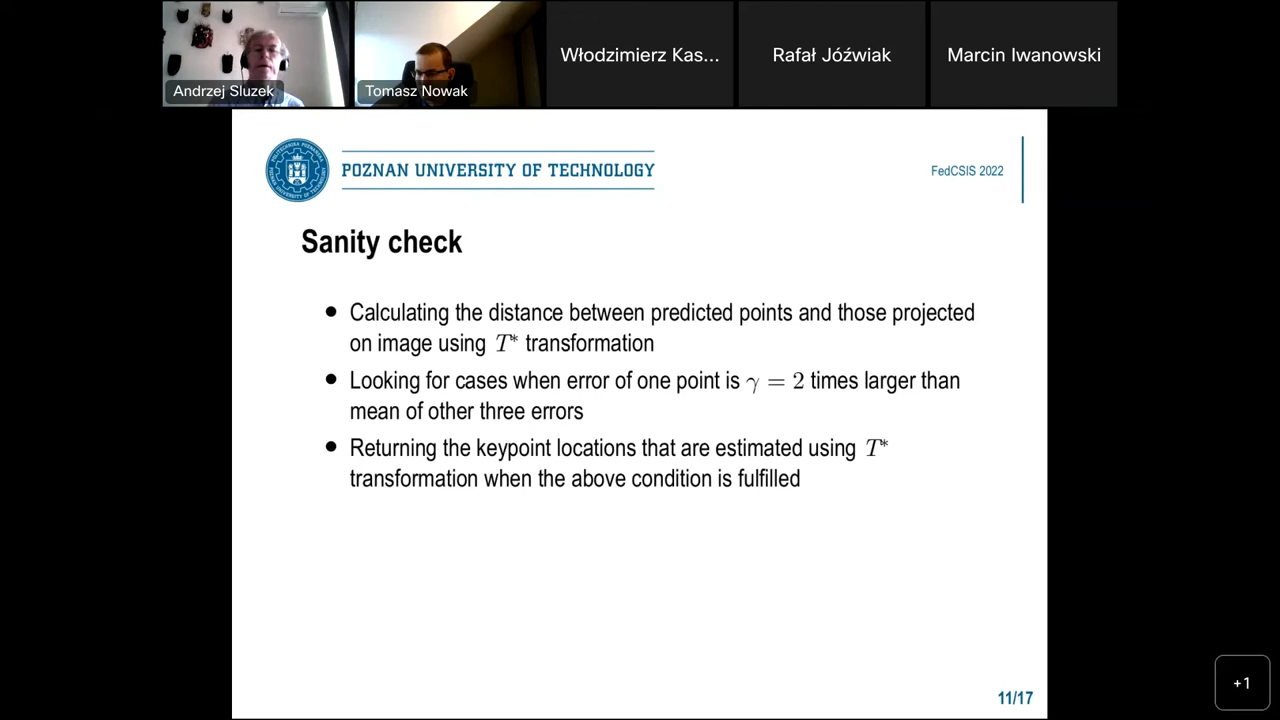 Andrzej Sluzek
Tomasz Nowak
Włodzimierz Kas...
Rafał Jóźwiak
Marcin Iwanowski
POZNAN UNIVERSITY OF TECHNOLOGY
FedCSIS 2022
Sanity check
• Calculating the distance between predicted points and those projected
on image using T* transformation
• Looking for cases when error of one point is γ = 2 times larger than
mean of other three errors
• Returning the keypoint locations that are estimated using T*
transformation when the above condition is fulfilled
11/17
+1